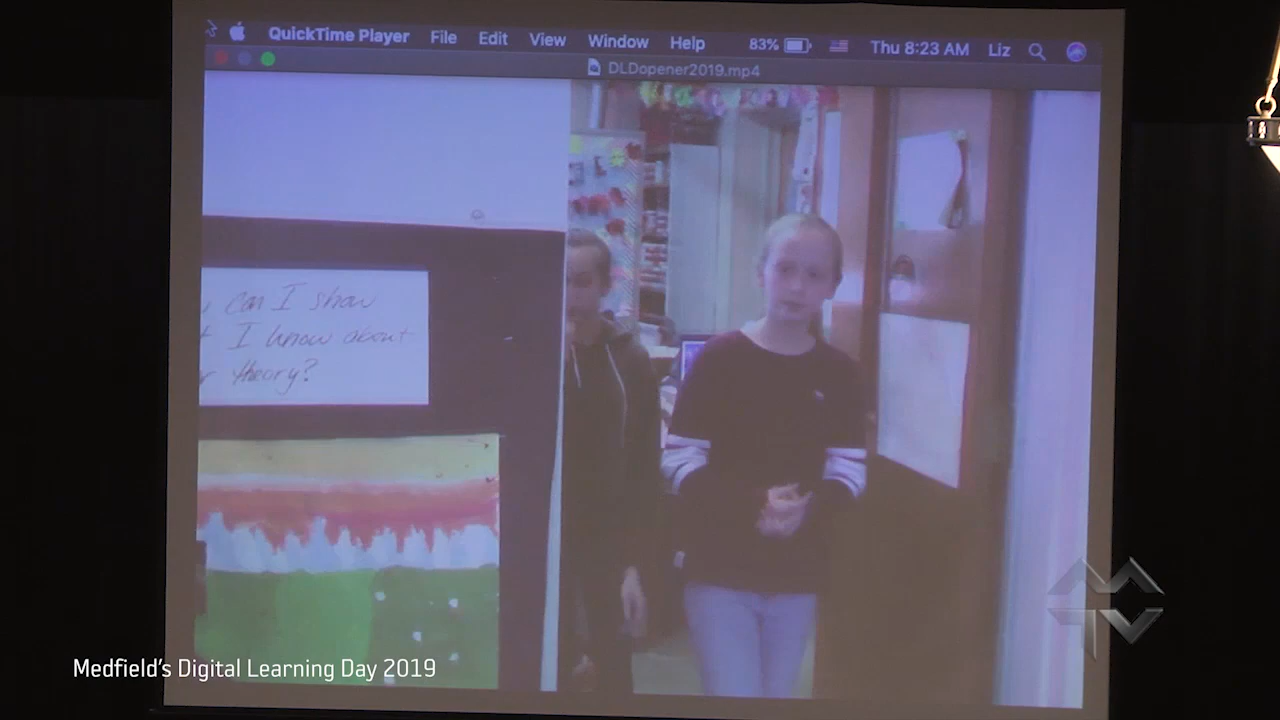 QuickTime Player File Edit View Window Help 83% Thu 8:23 AM Liz
DLDopener2019.mp4
can I show
I know about
theory?
Medfield's Digital Learning Day 2019